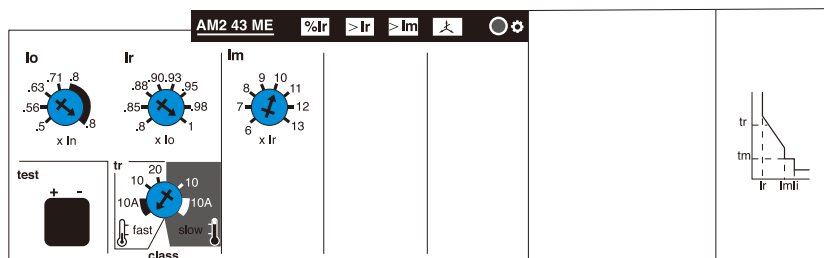 AM2 43 ME %Ir >Ir >Im
Io Ir Im
.5 .56 .63 .71 .8 .8
x In
.8 .85 .88 .90 .93 .95 .98 1
x Io
6 7 8 9 10 11 12 13
x Ir
test
+ -
tr
10A 10 20 10 10A
fast slow
class
tr
tm
Ir Im Ii